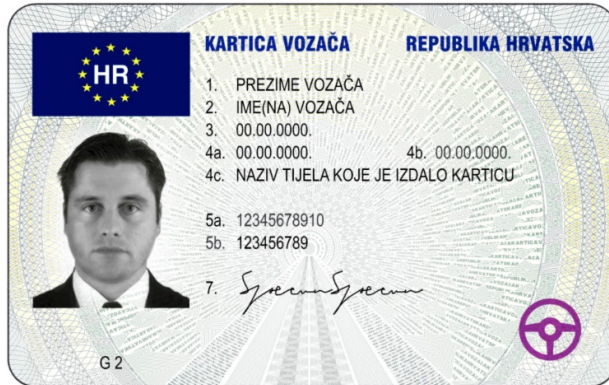 HR
KARTICA VOZAČA REPUBLIKA HRVATSKA
1. PREZIME VOZAČA
2. IME(NA) VOZAČA
3. 00.00.0000.
4a. 00.00.0000. 4b. 00.00.0000.
4c. NAZIV TIJELA KOJE JE IZDALO KARTICU
5a. 12345678910
5b. 123456789
7.
G 2